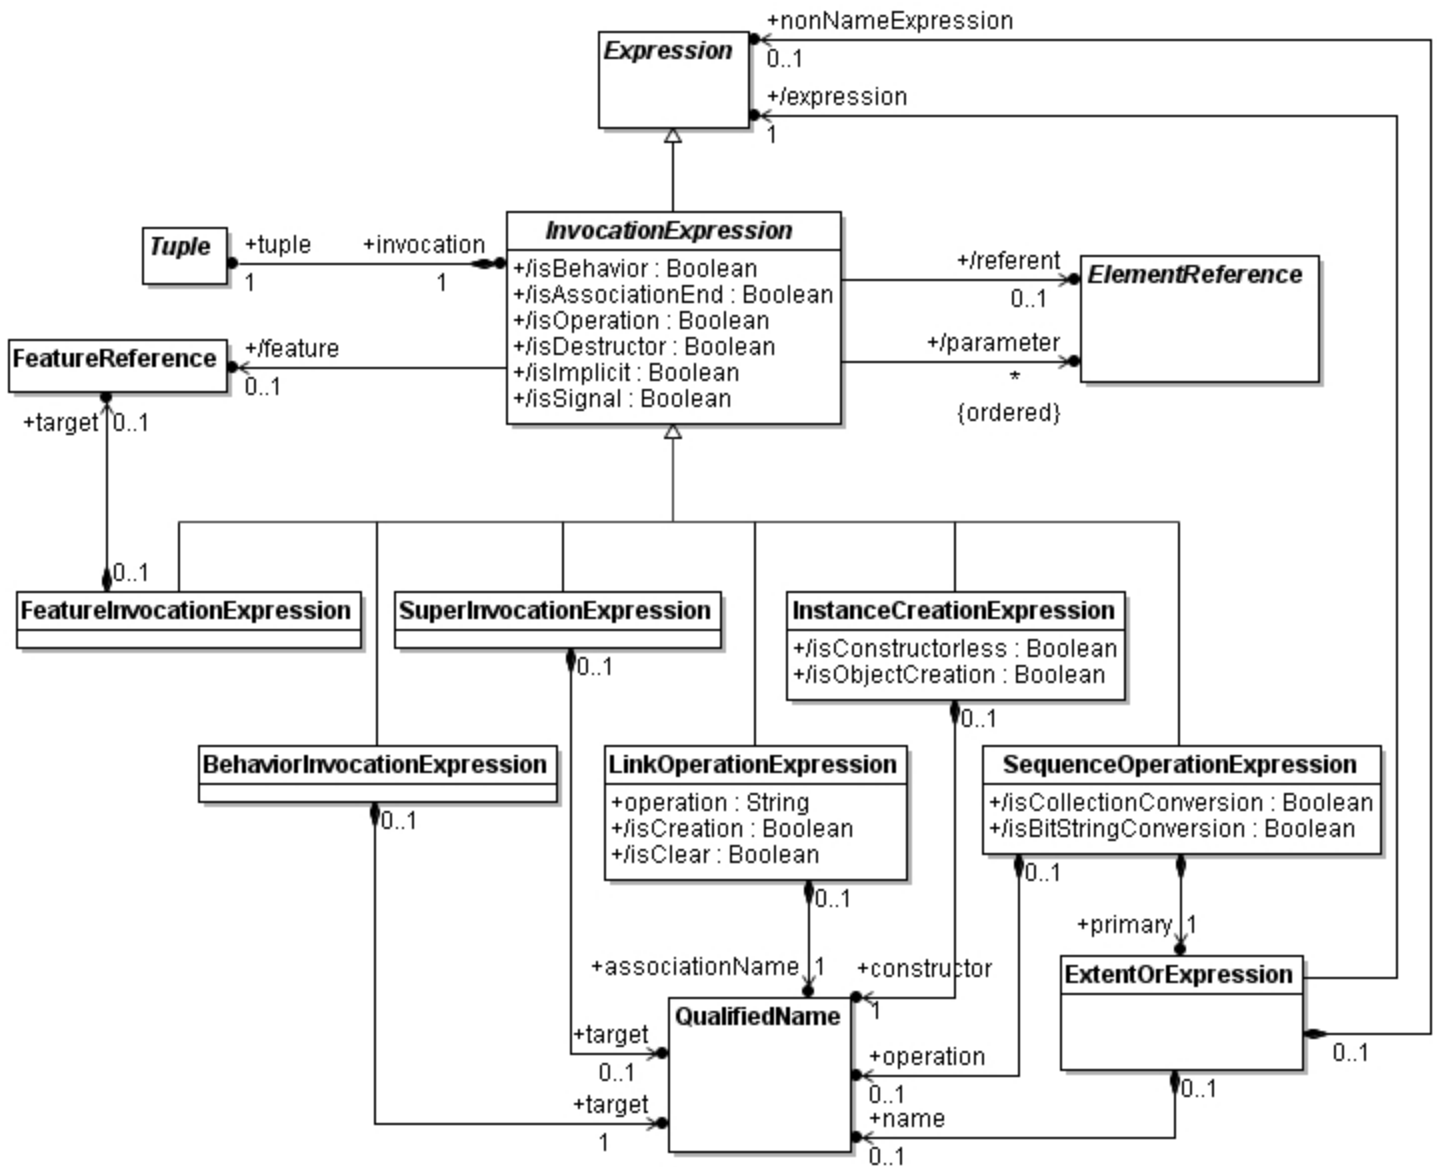 +nonNameExpression
Expression
0..1
+/expression
1
InvocationExpression
+/isBehavior : Boolean
+/isAssociationEnd : Boolean
+/isOperation : Boolean
+/isDestructor : Boolean
+/isImplicit : Boolean
+/isSignal : Boolean
Tuple
+tuple
+invocation
1
1
+/referent
0..1
ElementReference
FeatureReference
+/feature
0..1
+/parameter
*
{ordered}
+target
0..1
0..1
FeatureInvocationExpression
SuperInvocationExpression
0..1
InstanceCreationExpression
+/isConstructorless : Boolean
+/isObjectCreation : Boolean
0..1
BehaviorInvocationExpression
0..1
LinkOperationExpression
+operation : String
+/isCreation : Boolean
+/isClear : Boolean
0..1
SequenceOperationExpression
+/isCollectionConversion : Boolean
+/isBitStringConversion : Boolean
0..1
+primary
1
+associationName
1
+constructor
1
ExtentOrExpression
QualifiedName
+target
0..1
+operation
0..1
0..1
0..1
+target
1
+name
0..1